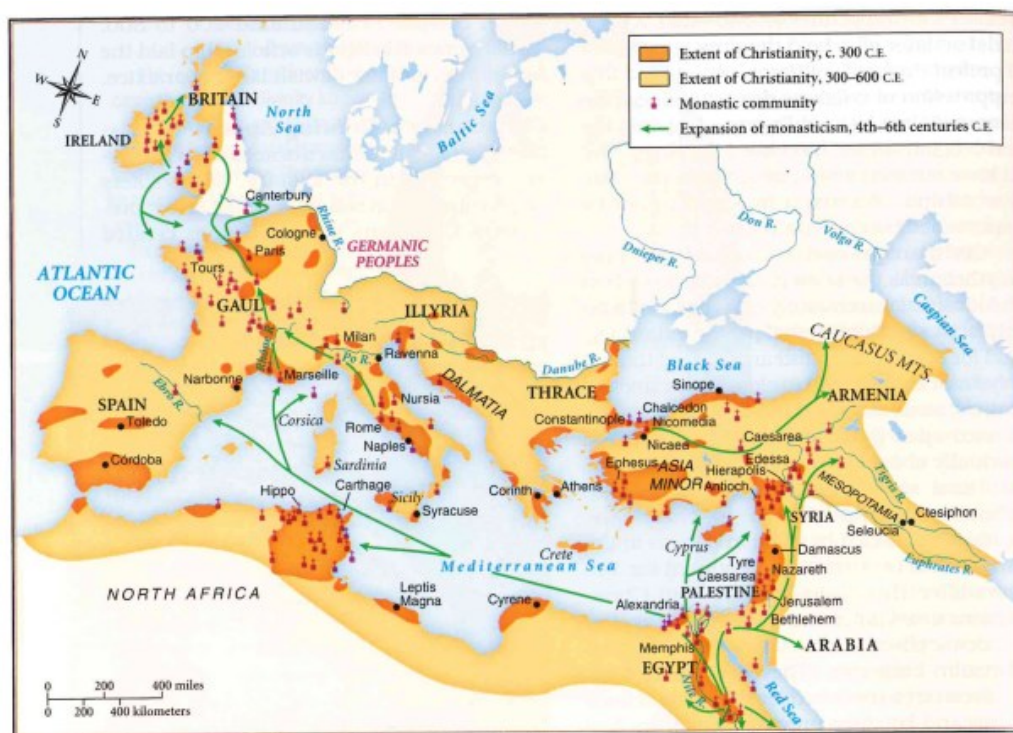 Extent of Christianity, c. 300 C.E.
Extent of Christianity, 300–600 C.E.
Monastic community
Expansion of monasticism, 4th–6th centuries C.E.
N
W
E
S
BRITAIN
IRELAND
North
Sea
Baltic Sea
Canterbury
Cologne
Rhine R.
GERMANIC
PEOPLES
Dnieper R.
Don R.
Volga R.
Paris
Tours
ATLANTIC
OCEAN
GAUL
ILLYRIA
Caspian Sea
CAUCASUS MTS.
Milan
Po R.
Ravenna
Rhône R.
Danube R.
Black Sea
Sinope
Narbonne
Marseille
DALMATIA
THRACE
ARMENIA
Ebro R.
SPAIN
Toledo
Corsica
Nursia
Rome
Naples
Constantinople
Chalcedon
Nicomedia
Nicaea
Caesarea
Edessa
Córdoba
Sardinia
Ephesus
ASIA
MINOR
Hierapolis
Antioch
Tigris R.
MESOPOTAMIA
Hippo
Carthage
Sicily
Syracuse
Corinth
Athens
SYRIA
Ctesiphon
Seleucia
Crete
Cyprus
Damascus
Euphrates R.
Mediterranean Sea
Tyre
Nazareth
Caesarea
PALESTINE
NORTH AFRICA
Leptis
Magna
Cyrene
Alexandria
Jerusalem
Bethlehem
Memphis
ARABIA
EGYPT
Nile R.
Red Sea
0 200 400 miles
0 200 400 kilometers